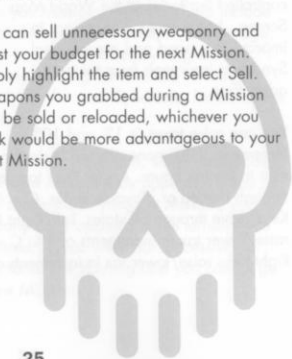 can sell unnecessary weaponry and
st your budget for the next Mission.
ply highlight the item and select Sell.
apons you grabbed during a Mission
be sold or reloaded, whichever you
k would be more advantageous to your
t Mission.
25